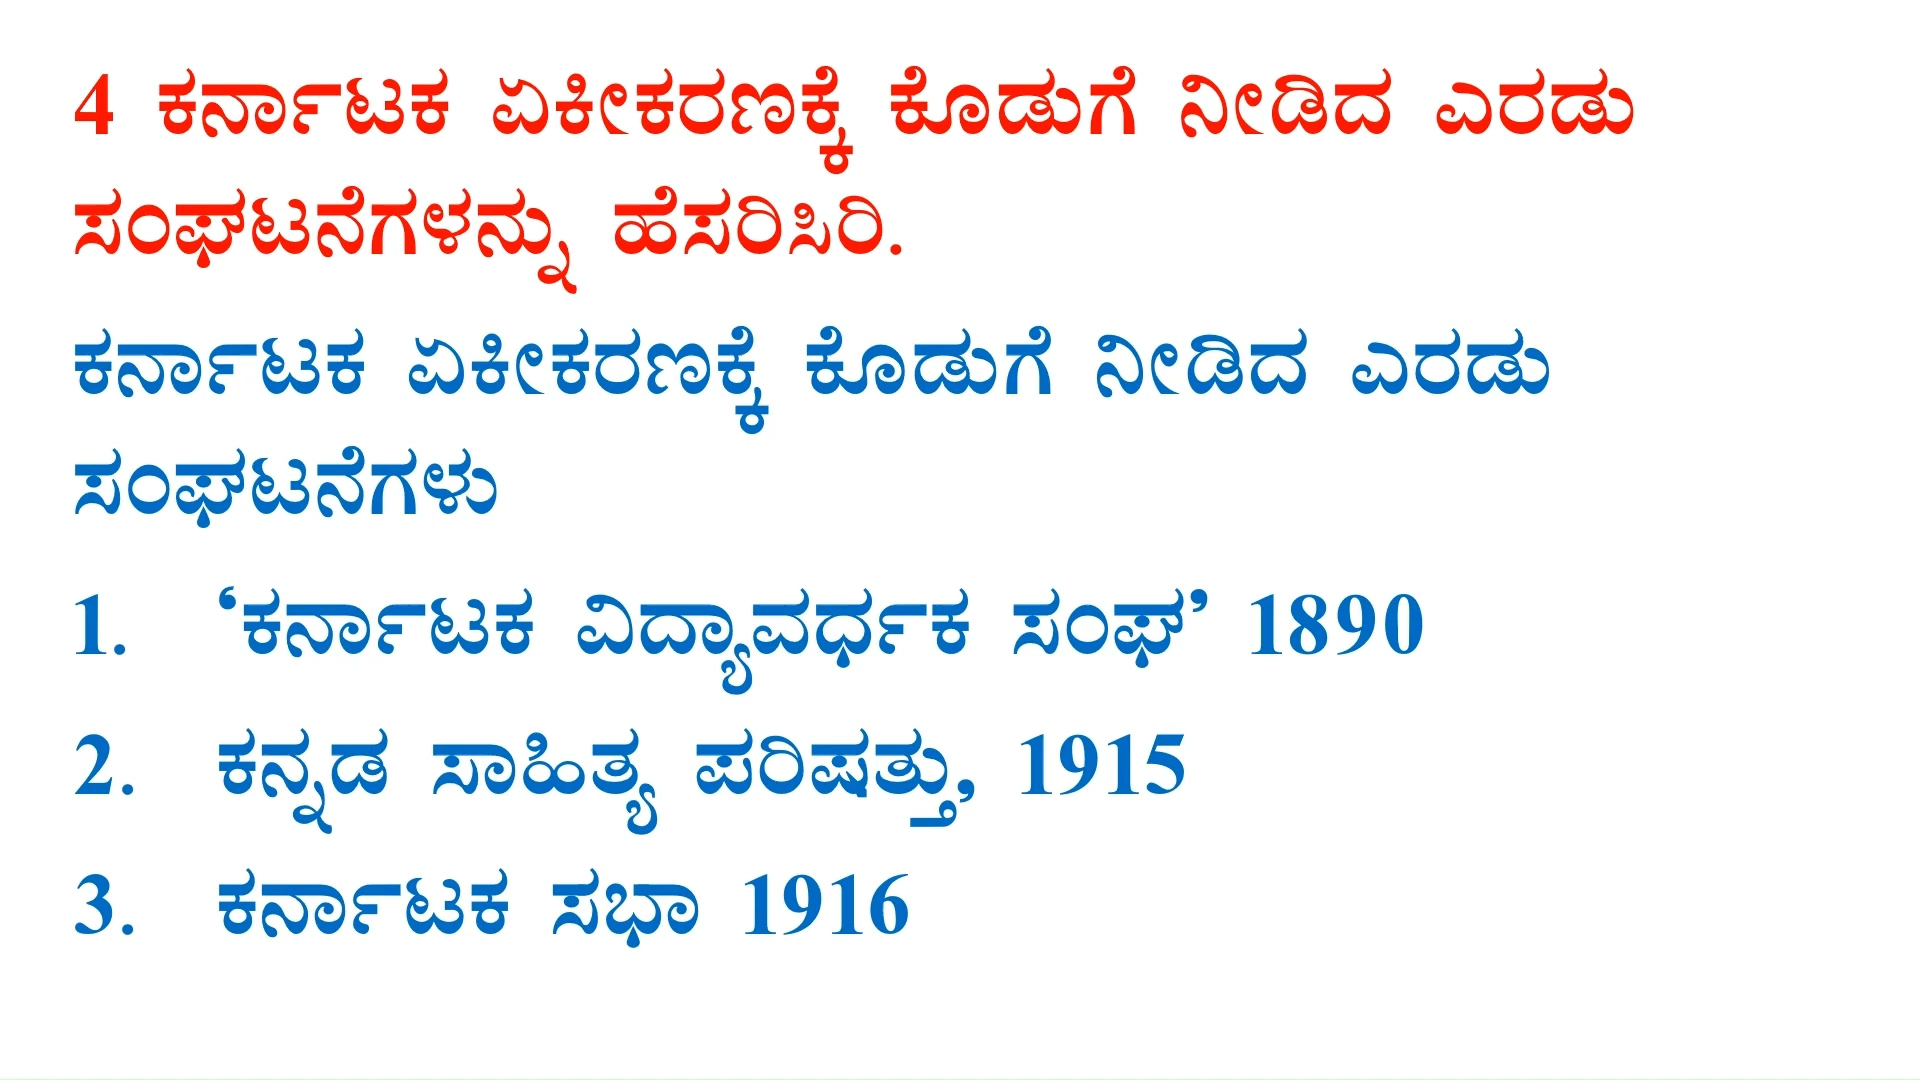 4 ಕರ್ನಾಟಕ ಏಕೀಕರಣಕ್ಕೆ ಕೊಡುಗೆ ನೀಡಿದ ಎರಡು
ಸಂಘಟನೆಗಳನ್ನು ಹೆಸರಿಸಿರಿ.
ಕರ್ನಾಟಕ ಏಕೀಕರಣಕ್ಕೆ ಕೊಡುಗೆ ನೀಡಿದ ಎರಡು
ಸಂಘಟನೆಗಳು
1. ‘ಕರ್ನಾಟಕ ವಿದ್ಯಾವರ್ಧಕ ಸಂಘ’ 1890
2. ಕನ್ನಡ ಸಾಹಿತ್ಯ ಪರಿಷತ್ತು, 1915
3. ಕರ್ನಾಟಕ ಸಭಾ 1916